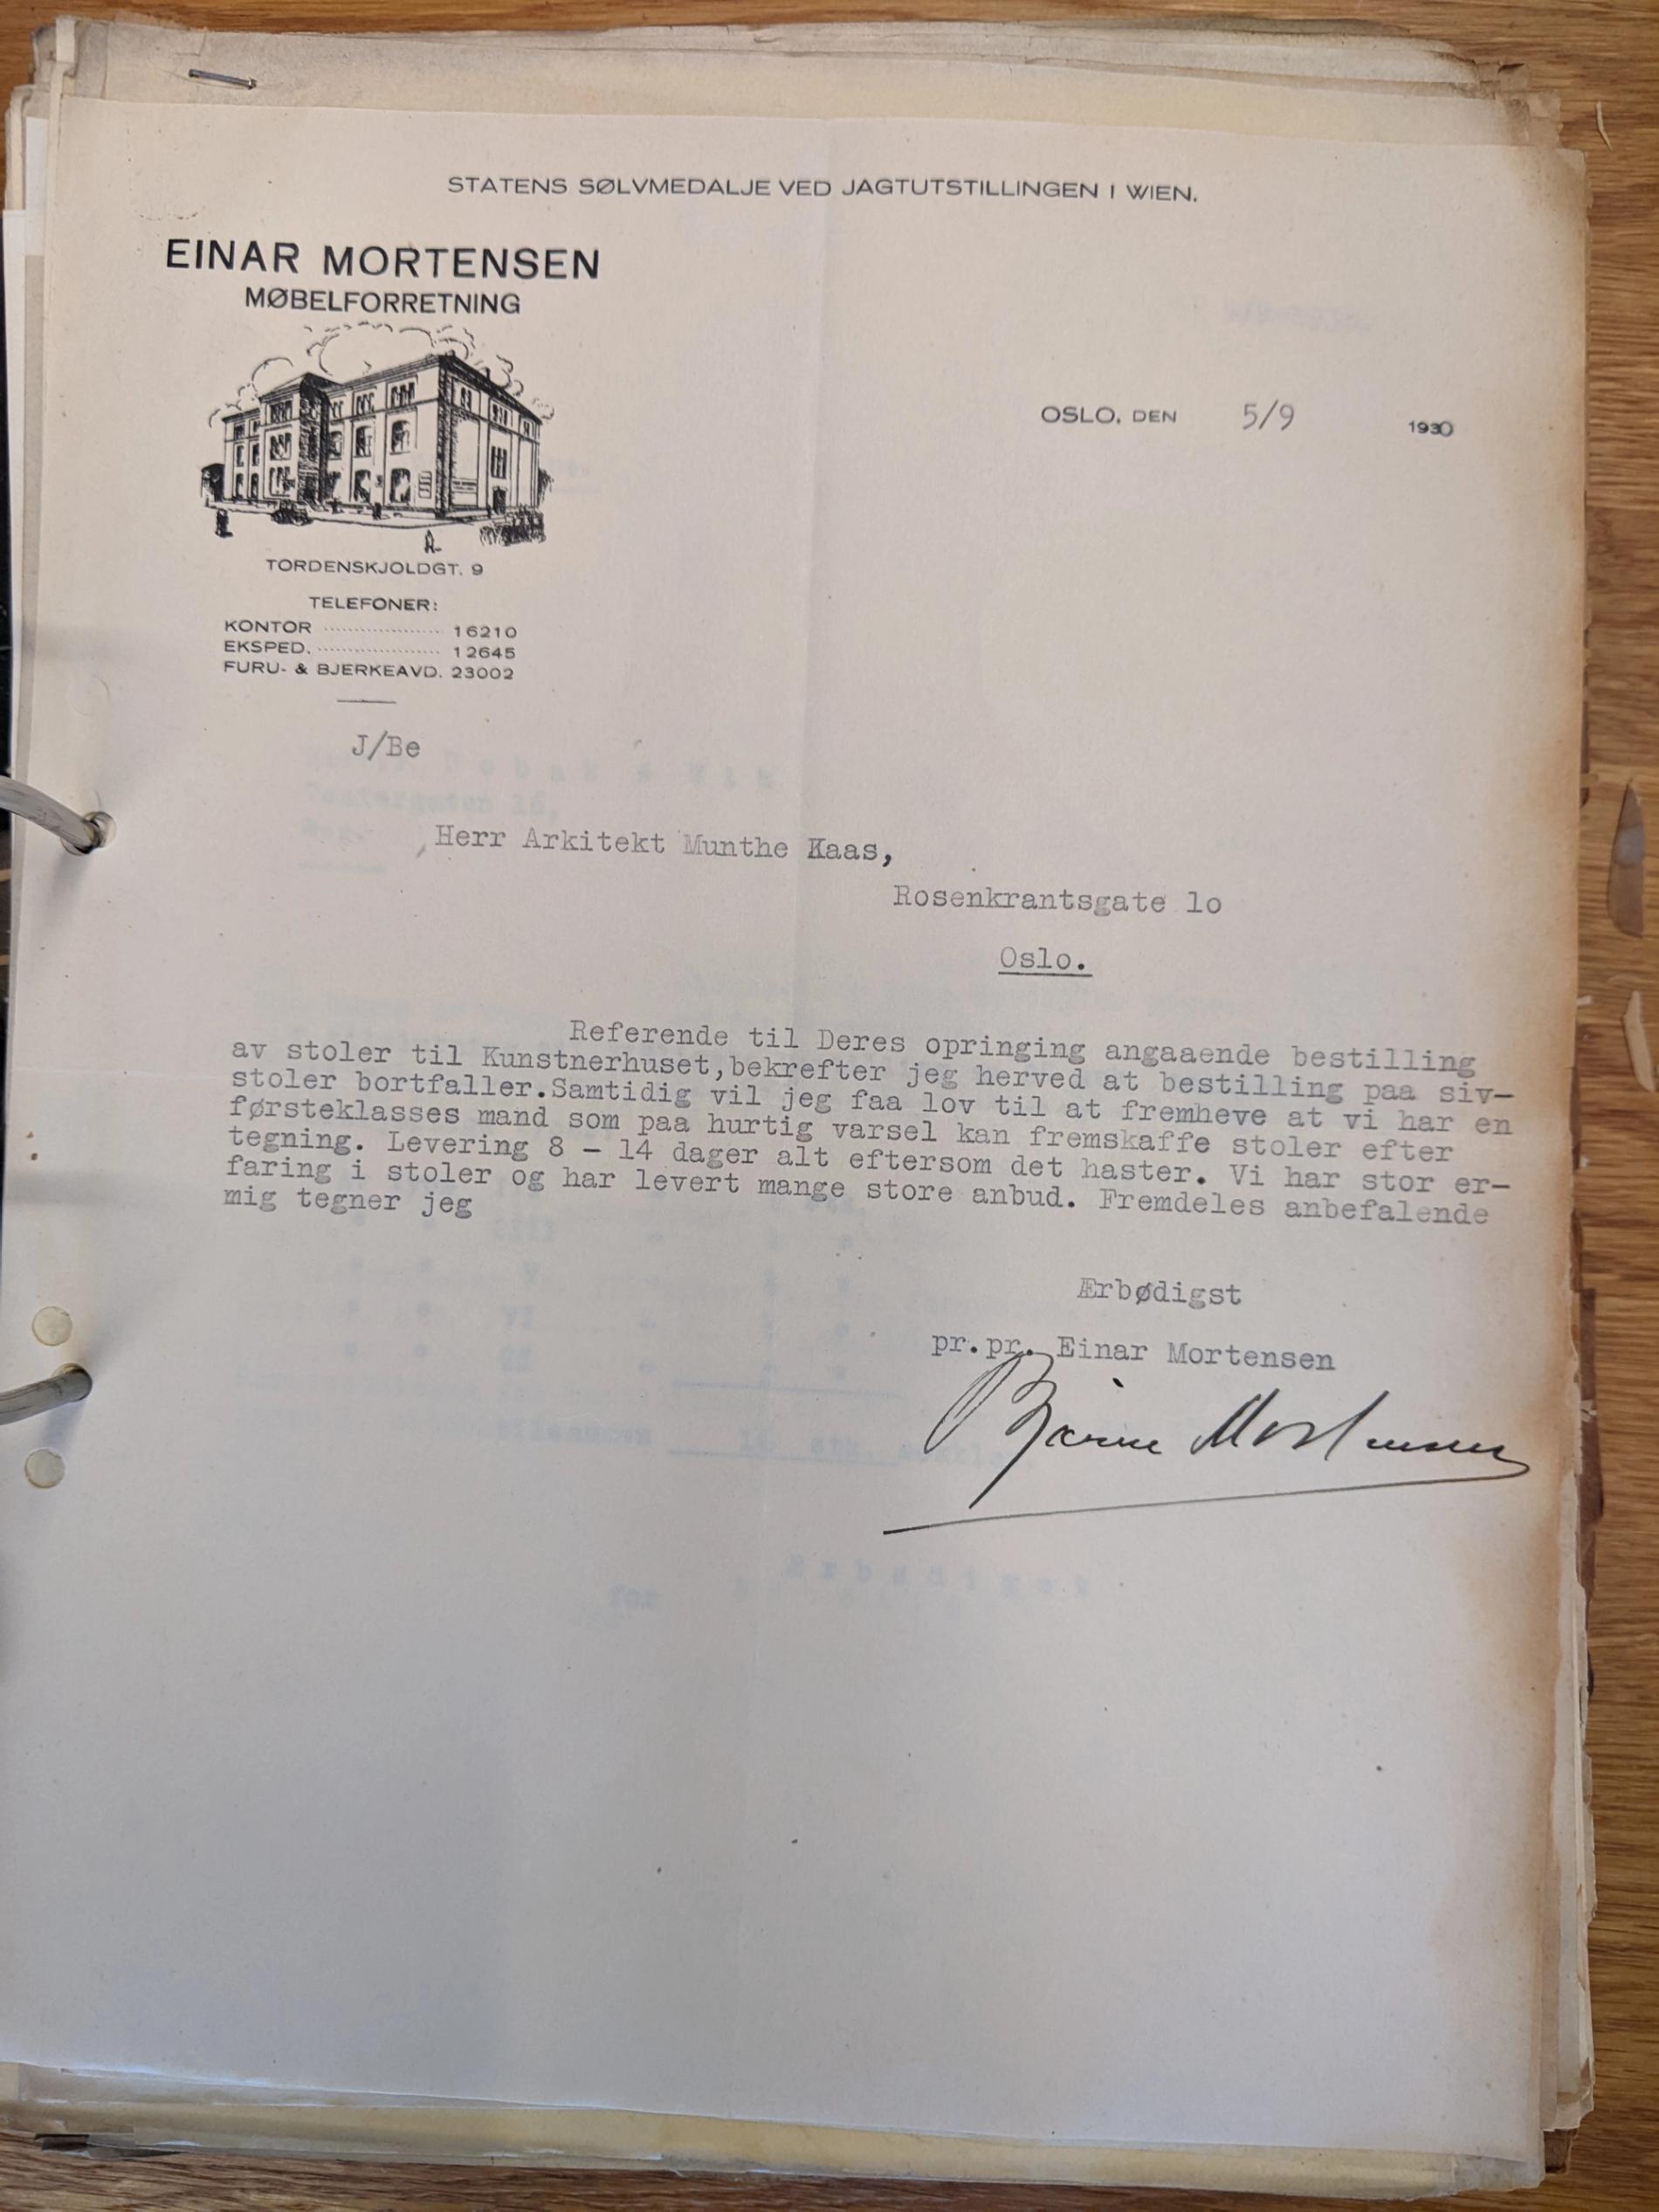 STATENS SØLVMEDALJE VED JAGTUTSTILLINGEN I WIEN.
EINAR MORTENSEN
MØBELFORRETNING
OSLO, DEN 5/9 1930
TORDENSKJOLDGT. 9
TELEFONER:
KONTOR ........................ 16210
EKSPED. ........................ 12645
FURU- & BJERKEAVD. 23002
J/Be
Herr Arkitekt Munthe Kaas,
Rosenkrantsgate lo
Oslo.
Referende til Deres opringing angaaende bestilling
av stoler til Kunstnerhuset,bekrefter jeg herved at bestilling paa siv-
stoler bortfaller.Samtidig vil jeg faa lov til at fremheve at vi har en
førsteklasses mand som paa hurtig varsel kan fremskaffe stoler efter
tegning. Levering 8 - 14 dager alt eftersom det haster. Vi har stor er-
faring i stoler og har levert mange store anbud. Fremdeles anbefalende
mig tegner jeg
Ærbødigst
pr.pr. Einar Mortensen
Bjarne Mortensen